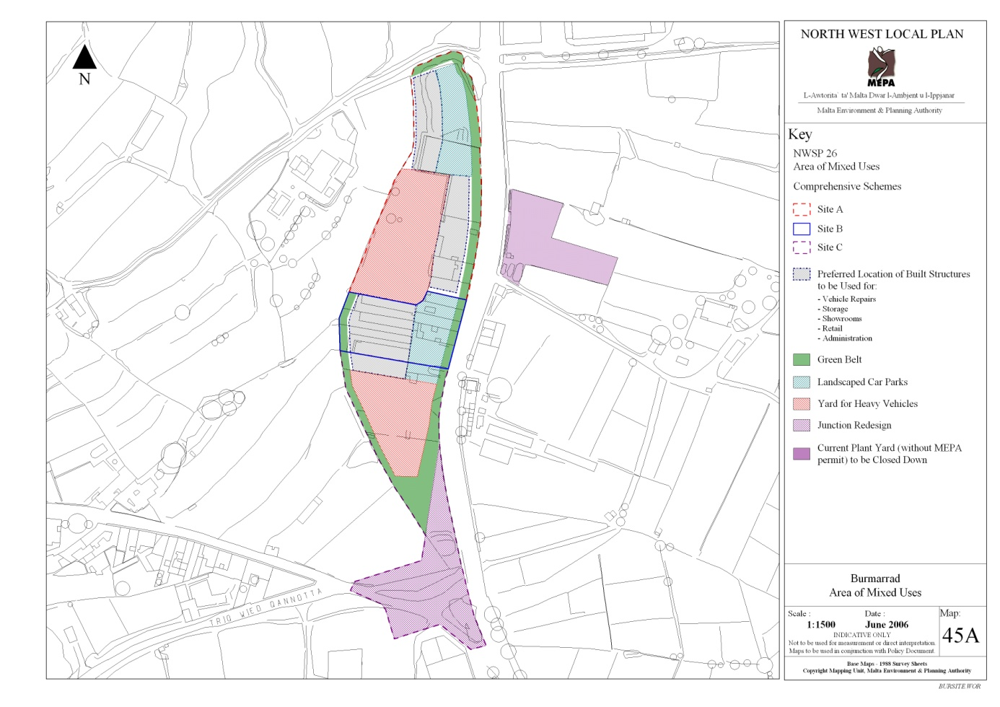 N
TRIQ WIED QANNOTTA
NORTH WEST LOCAL PLAN
MEPA
L-Awtorita` ta' Malta Dwar l-Ambjent u l-Ippjanar
Malta Environment & Planning Authority
Key
NWSP 26
Area of Mixed Uses
Comprehensive Schemes
Site A
Site B
Site C
Preferred Location of Built Structures
to be Used for:
- Vehicle Repairs
- Storage
- Showrooms
- Retail
- Administration
Green Belt
Landscaped Car Parks
Yard for Heavy Vehicles
Junction Redesign
Current Plant Yard (without MEPA
permit) to be Closed Down
Burmarrad
Area of Mixed Uses
Scale :
1:1500
Date :
June 2006
Map:
45A
INDICATIVE ONLY
Not to be used for measurement or direct interpretation.
Maps to be used in conjunction with Policy Document.
Base Maps - 1988 Survey Sheets
Copyright Mapping Unit, Malta Environment & Planning Authority
BURSITE.WOR